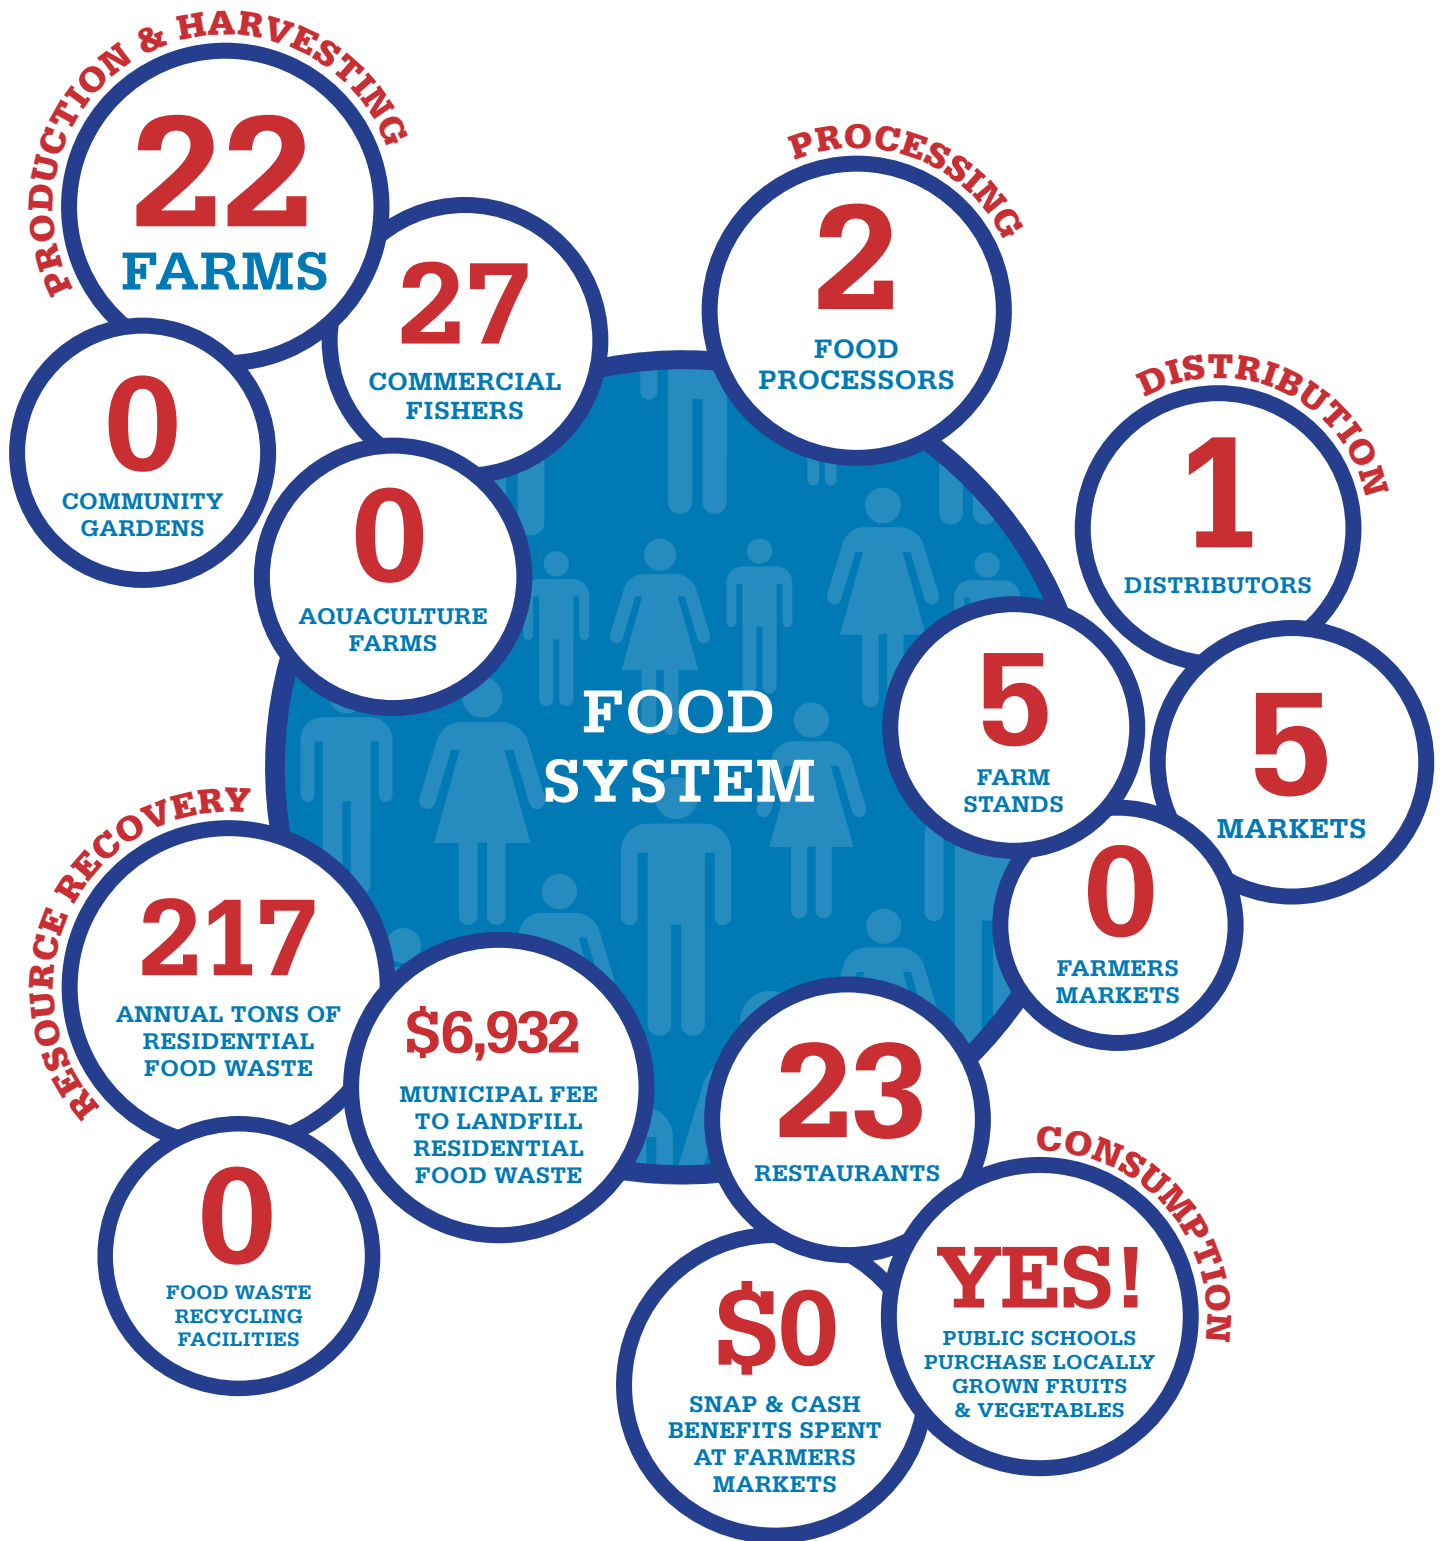 PRODUCTION & HARVESTING
22
FARMS
27
COMMERCIAL
FISHERS
0
COMMUNITY
GARDENS
0
AQUACULTURE
FARMS
PROCESSING
2
FOOD
PROCESSORS
DISTRIBUTION
1
DISTRIBUTORS
5
FARM
STANDS
5
MARKETS
0
FARMERS
MARKETS
FOOD
SYSTEM
RESOURCE RECOVERY
217
ANNUAL TONS OF
RESIDENTIAL
FOOD WASTE
$6,932
MUNICIPAL FEE
TO LANDFILL
RESIDENTIAL
FOOD WASTE
0
FOOD WASTE
RECYCLING
FACILITIES
CONSUMPTION
23
RESTAURANTS
YES!
PUBLIC SCHOOLS
PURCHASE LOCALLY
GROWN FRUITS
& VEGETABLES
$0
SNAP & CASH
BENEFITS SPENT
AT FARMERS
MARKETS